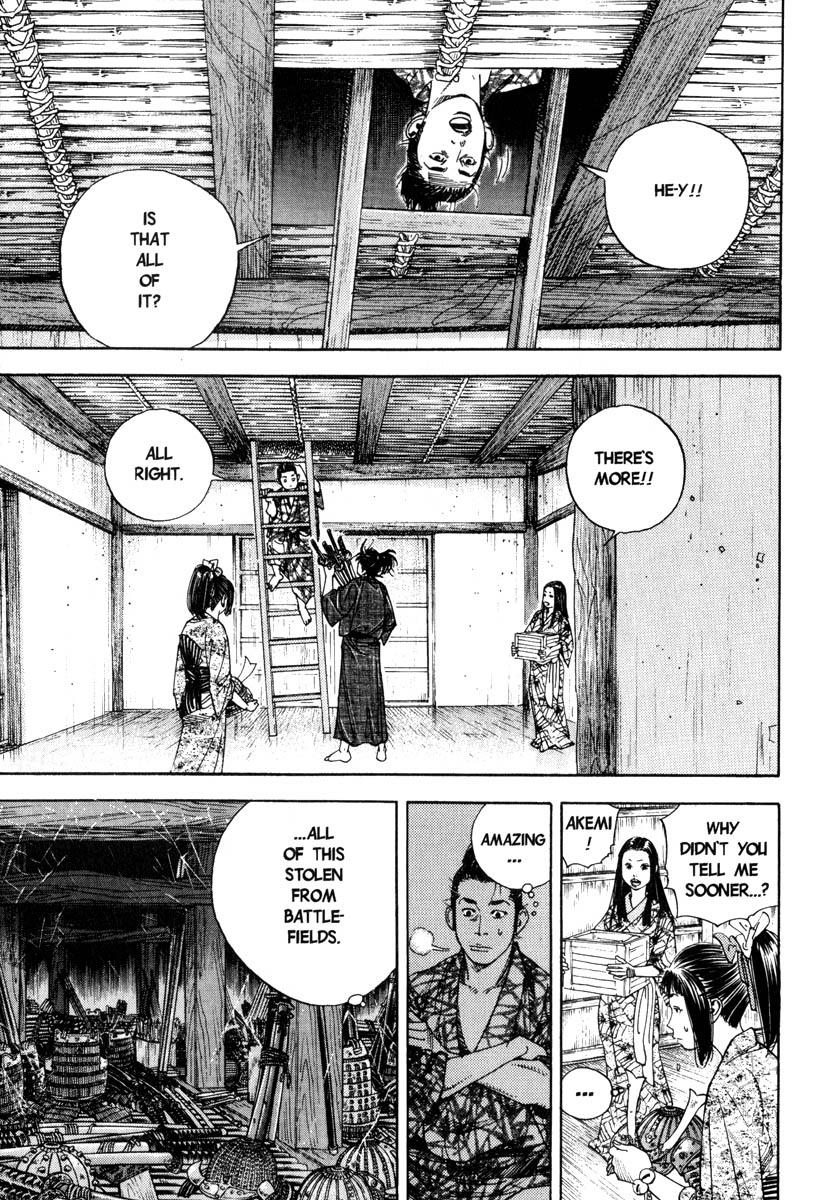 HE-Y!!
IS
THAT
ALL
OF
IT?
THERE'S
MORE!!
ALL
RIGHT.
WHY
DIDN'T YOU
TELL ME
SOONER...?
AKEMI
!
...
AMAZING
...
...ALL
OF THIS
STOLEN
FROM
BATTLE-
FIELDS.